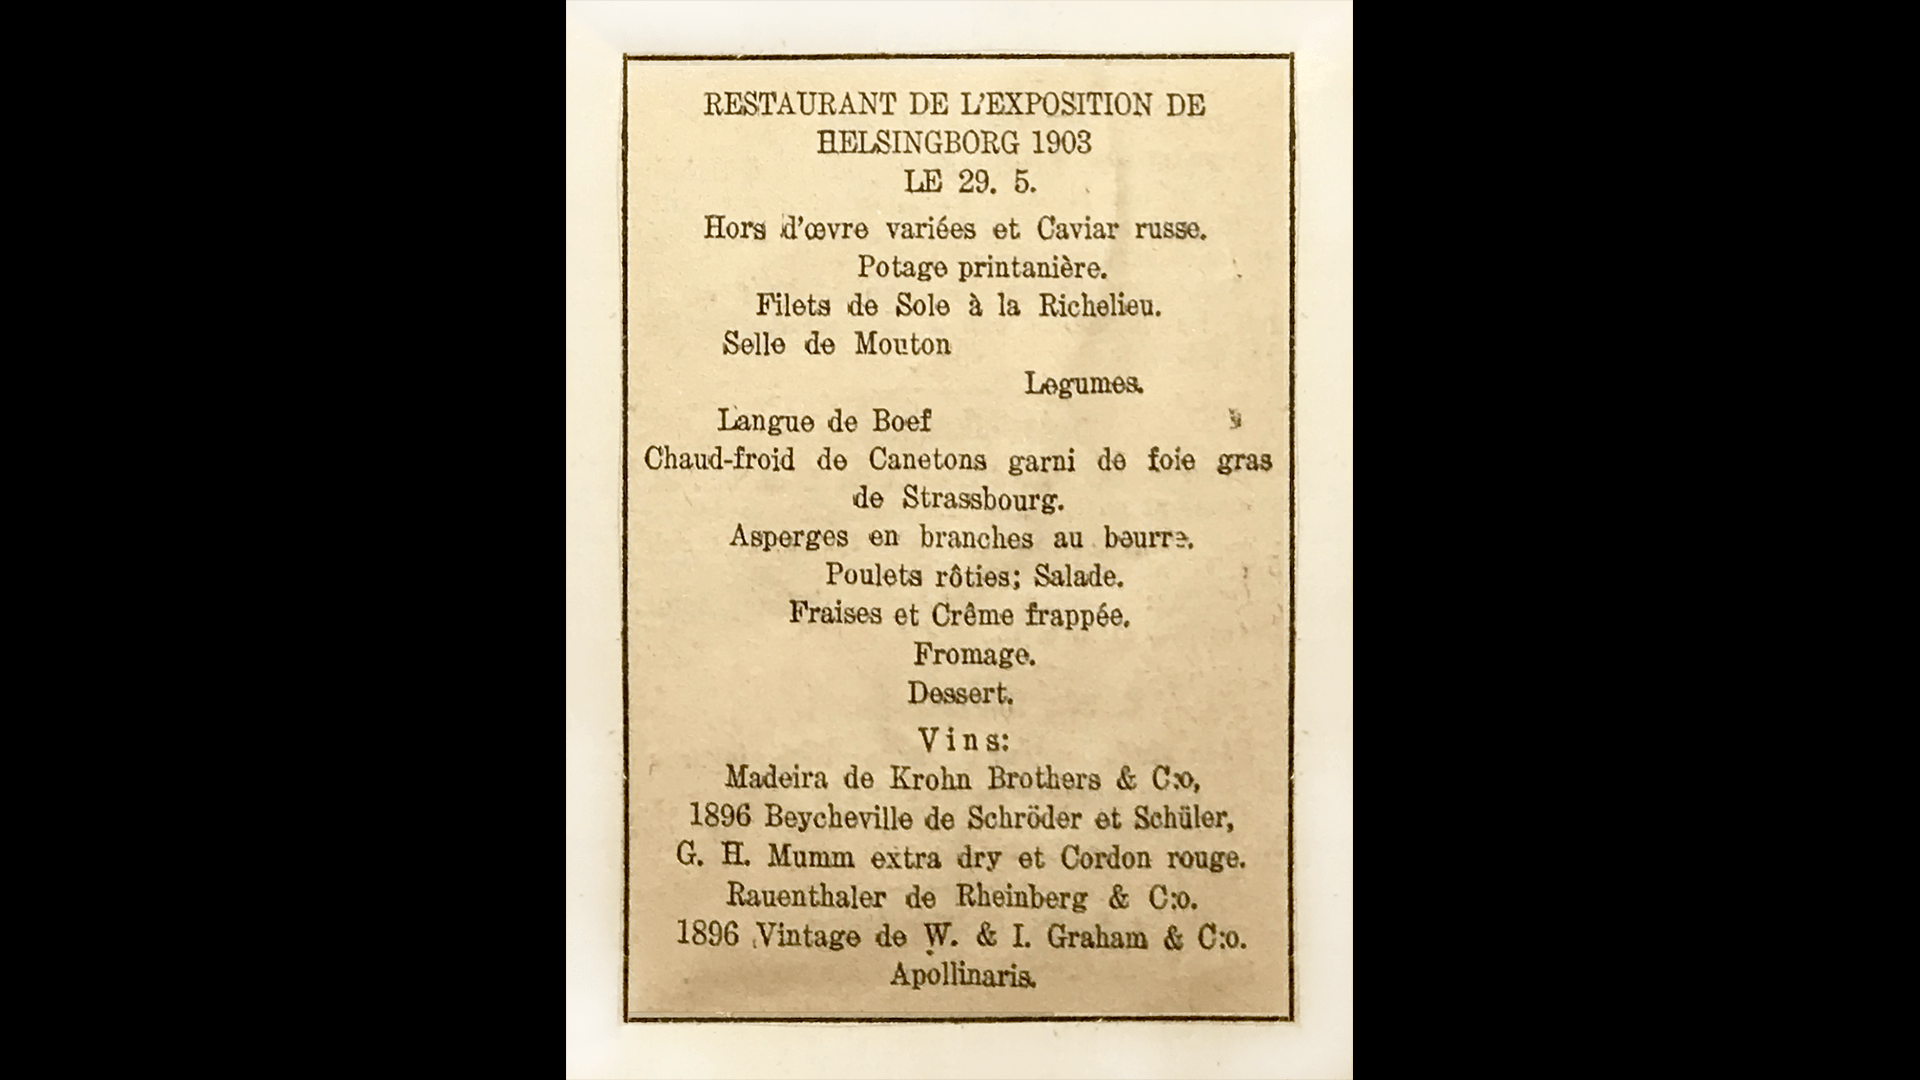 RESTAURANT DE L'EXPOSITION DE
HELSINGBORG 1903
LE 29. 5.
Hors d'œvre variées et Caviar russe.
Potage printanière.
Filets de Sole à la Richelieu.
Selle de Mouton
Legumes.
Langue de Boef
Chaud-froid de Canetons garni de foie gras
de Strassbourg.
Asperges en branches au beurre.
Poulets rôties; Salade.
Fraises et Crême frappée.
Fromage.
Dessert.
Vins:
Madeira de Krohn Brothers & C:o,
1896 Beycheville de Schröder et Schüler,
G. H. Mumm extra dry et Cordon rouge.
Rauenthaler de Rheinberg & C:o.
1896 Vintage de W. & I. Graham & C:o.
Apollinaris.